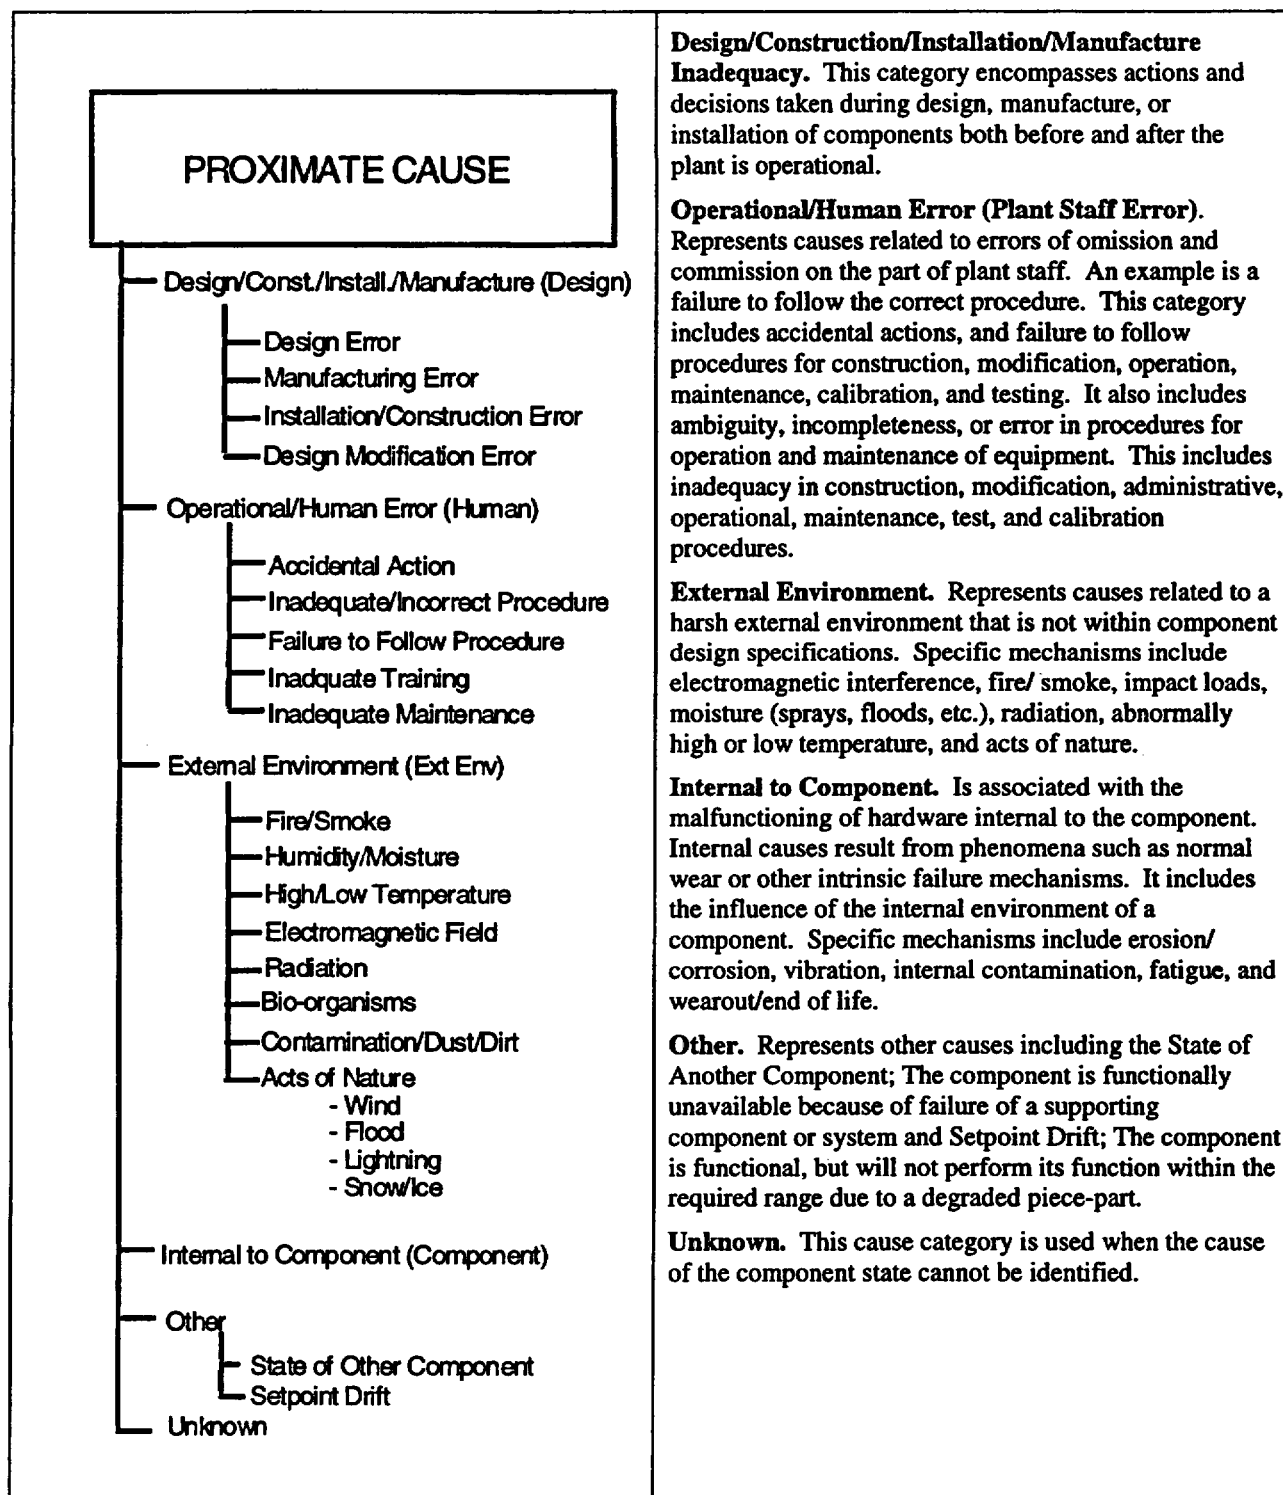 PROXIMATE CAUSE
Design/Const./Install./Manufacture (Design)
Design Error
Manufacturing Error
Installation/Construction Error
Design Modification Error
Operational/Human Error (Human)
Accidental Action
Inadequate/Incorrect Procedure
Failure to Follow Procedure
Inadquate Training
Inadequate Maintenance
External Environment (Ext Env)
Fire/Smoke
Humidity/Moisture
High/Low Temperature
Electromagnetic Field
Radiation
Bio-organisms
Contamination/Dust/Dirt
Acts of Nature
- Wind
- Flood
- Lightning
- Snow/Ice
Internal to Component (Component)
Other
State of Other Component
Setpoint Drift
Unknown
Design/Construction/Installation/Manufacture
Inadequacy. This category encompasses actions and
decisions taken during design, manufacture, or
installation of components both before and after the
plant is operational.
Operational/Human Error (Plant Staff Error).
Represents causes related to errors of omission and
commission on the part of plant staff. An example is a
failure to follow the correct procedure. This category
includes accidental actions, and failure to follow
procedures for construction, modification, operation,
maintenance, calibration, and testing. It also includes
ambiguity, incompleteness, or error in procedures for
operation and maintenance of equipment. This includes
inadequacy in construction, modification, administrative,
operational, maintenance, test, and calibration
procedures.
External Environment. Represents causes related to a
harsh external environment that is not within component
design specifications. Specific mechanisms include
electromagnetic interference, fire/ smoke, impact loads,
moisture (sprays, floods, etc.), radiation, abnormally
high or low temperature, and acts of nature.
Internal to Component. Is associated with the
malfunctioning of hardware internal to the component.
Internal causes result from phenomena such as normal
wear or other intrinsic failure mechanisms. It includes
the influence of the internal environment of a
component. Specific mechanisms include erosion/
corrosion, vibration, internal contamination, fatigue, and
wearout/end of life.
Other. Represents other causes including the State of
Another Component; The component is functionally
unavailable because of failure of a supporting
component or system and Setpoint Drift; The component
is functional, but will not perform its function within the
required range due to a degraded piece-part.
Unknown. This cause category is used when the cause
of the component state cannot be identified.